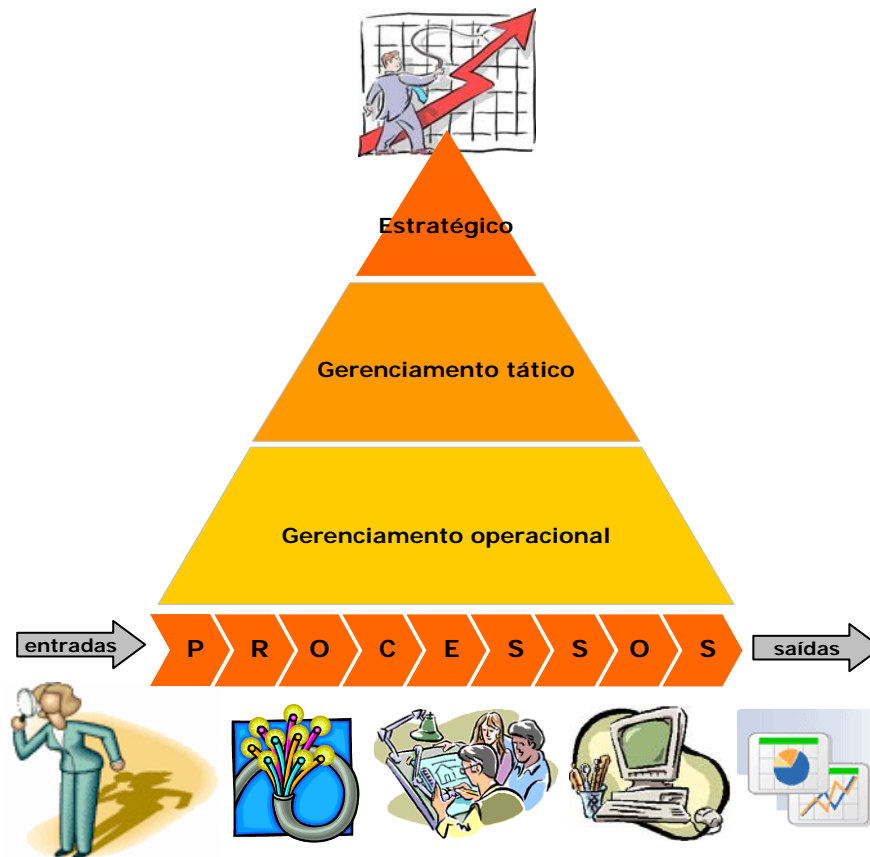 Estratégico
Gerenciamento tático
Gerenciamento operacional
entradas P R O C E S S O S saídas